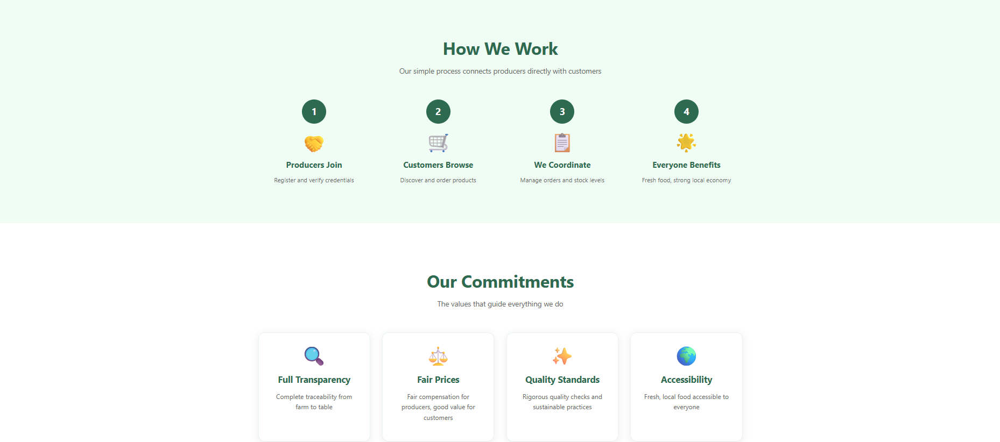 How We Work
Our simple process connects producers directly with customers
1
2
3
4
Producers Join
Customers Browse
We Coordinate
Everyone Benefits
Register and verify credentials
Discover and order products
Manage orders and stock levels
Fresh food, strong local economy
Our Commitments
The values that guide everything we do
Full Transparency
Complete traceability from
farm to table
Fair Prices
Fair compensation for
producers, good value for
customers
Quality Standards
Rigorous quality checks and
sustainable practices
Accessibility
Fresh, local food accessible to
everyone